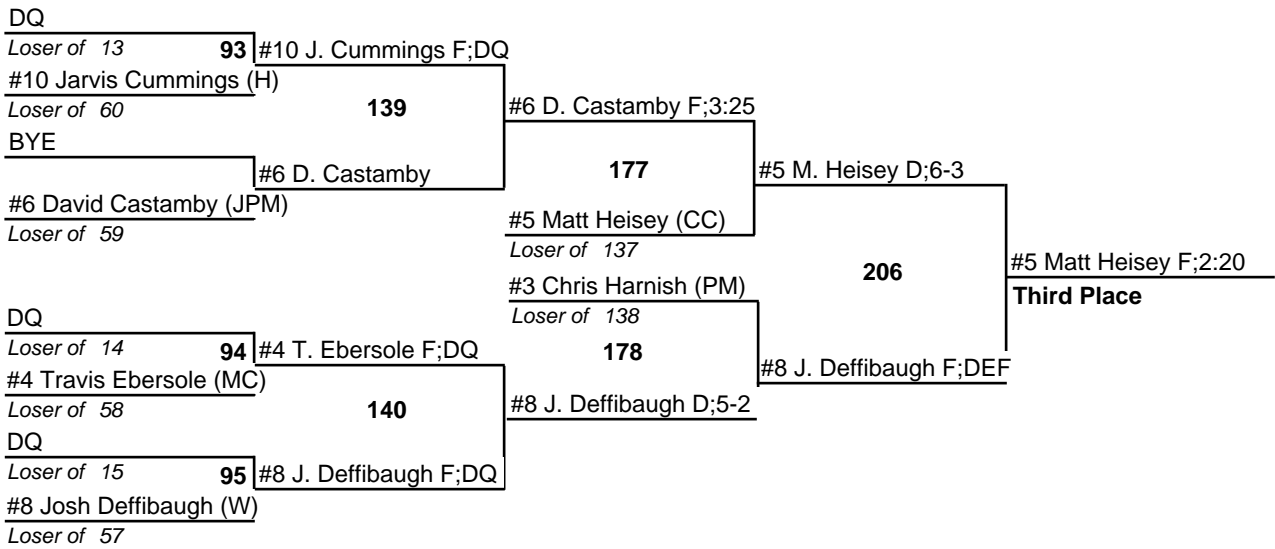 DQ
Loser of 13 93 #10 J. Cummings F;DQ
#10 Jarvis Cummings (H)
Loser of 60 139 #6 D. Castamby F;3:25
BYE
#6 D. Castamby 177 #5 M. Heisey D;6-3
#6 David Castamby (JPM)
#5 Matt Heisey (CC)
Loser of 59
Loser of 137
206 #5 Matt Heisey F;2:20
#3 Chris Harnish (PM)
Third Place
DQ
Loser of 138
Loser of 14 94 #4 T. Ebersole F;DQ 178
#8 J. Deffibaugh F;DEF
#4 Travis Ebersole (MC)
Loser of 58 140 #8 J. Deffibaugh D;5-2
DQ
Loser of 15 95 #8 J. Deffibaugh F;DQ
#8 Josh Deffibaugh (W)
Loser of 57